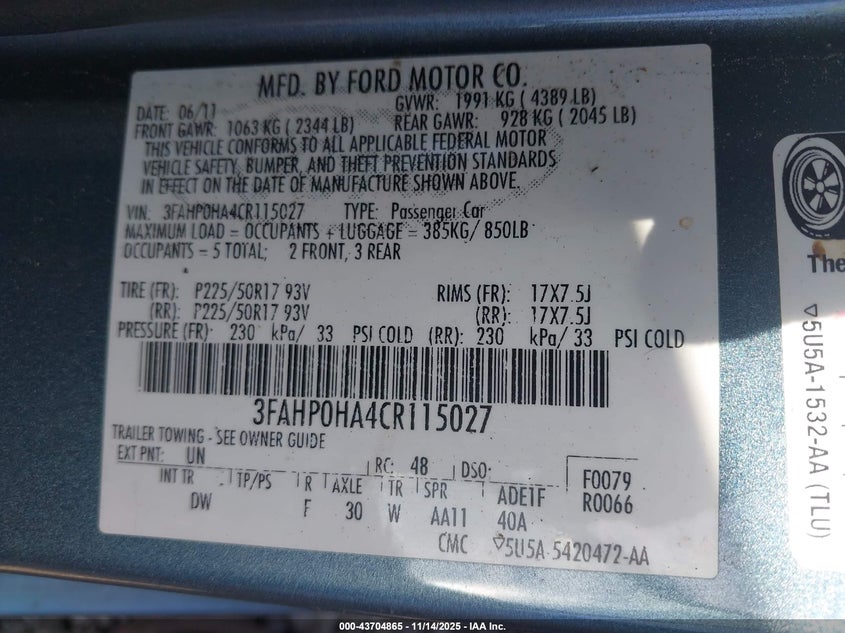 MFD. BY FORD MOTOR CO.
DATE: 06/11 GVWR: 1991 KG ( 4389 LB)
FRONT GAWR: 1063 KG ( 2344 LB) REAR GAWR: 928 KG ( 2045 LB)
THIS VEHICLE CONFORMS TO ALL APPLICABLE FEDERAL MOTOR
VEHICLE SAFETY, BUMPER, AND THEFT PREVENTION STANDARDS
IN EFFECT ON THE DATE OF MANUFACTURE SHOWN ABOVE.
VIN: 3FAHP0HA4CR115027 TYPE: Passenger Car
MAXIMUM LOAD = OCCUPANTS + LUGGAGE = 385KG/ 850LB
OCCUPANTS = 5 TOTAL; 2 FRONT, 3 REAR
TIRE (FR): P225/50R17 93V RIMS (FR): 17X7.5J
(RR): P225/50R17 93V (RR): 17X7.5J
PRESSURE (FR): 230 kPa/ 33 PSI COLD (RR): 230 kPa/ 33 PSI COLD
3FAHP0HA4CR115027
TRAILER TOWING - SEE OWNER GUIDE
EXT PNT: UN RC: 48 DSO: F0079
INT TR TP/PS R AXLE TR SPR ADE1F R0066
DW F 30 W AA11 40A
CMC 5U5A-5420472-AA
The
5U5A-1532-AA (TLU)
000-43704865 - 11/14/2025 - IAA Inc.